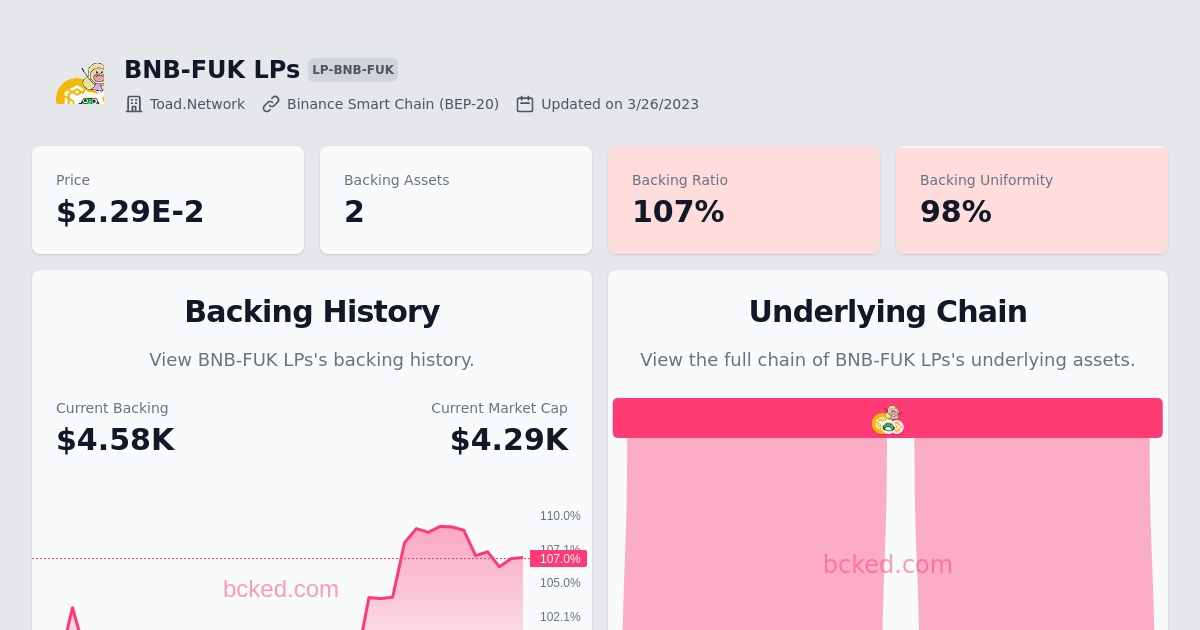 BNB-FUK LPs LP-BNB-FUK
Toad.Network Binance Smart Chain (BEP-20) Updated on 3/26/2023
Price
$2.29E-2
Backing Assets
2
Backing Ratio
107%
Backing Uniformity
98%
Backing History
View BNB-FUK LPs's backing history.
Current Backing
$4.58K
Current Market Cap
$4.29K
110.0%
107.1%
107.0%
105.0%
102.1%
bcked.com
Underlying Chain
View the full chain of BNB-FUK LPs's underlying assets.
bcked.com